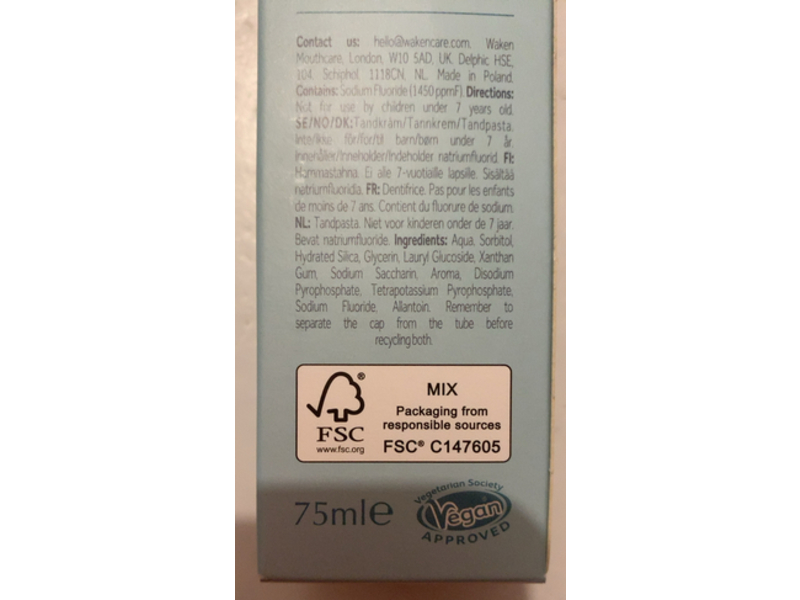 Contact us: hello@wakencare.com. Waken
Mouthcare, London, W10 5AD, UK. Delphic HSE,
104, Schiphol, 1118CN, NL. Made in Poland.
Contains: Sodium Fluoride (1450 ppmF). Directions:
Not for use by children under 7 years old.
SE/NO/DK: Tandkräm/Tannkrem/Tandpasta.
Inte/Ikke för/for/til barn/børn under 7 år.
Innehåller/Inneholder/Indeholder natriumfluorid. FI:
Hammastahna. Ei alle 7-vuotiaille lapsille. Sisältää
natriumfluoridia. FR: Dentifrice. Pas pour les enfants
de moins de 7 ans. Contient du fluorure de sodium.
NL: Tandpasta. Niet voor kinderen onder de 7 jaar.
Bevat natriumfluoride. Ingredients: Aqua, Sorbitol,
Hydrated Silica, Glycerin, Lauryl Glucoside, Xanthan
Gum, Sodium Saccharin, Aroma, Disodium
Pyrophosphate, Tetrapotassium Pyrophosphate,
Sodium Fluoride, Allantoin. Remember to
separate the cap from the tube before
recycling both.
FSC®
www.fsc.org
MIX
Packaging from
responsible sources
FSC® C147605
75ml℮
Vegetarian Society
Vegan
APPROVED